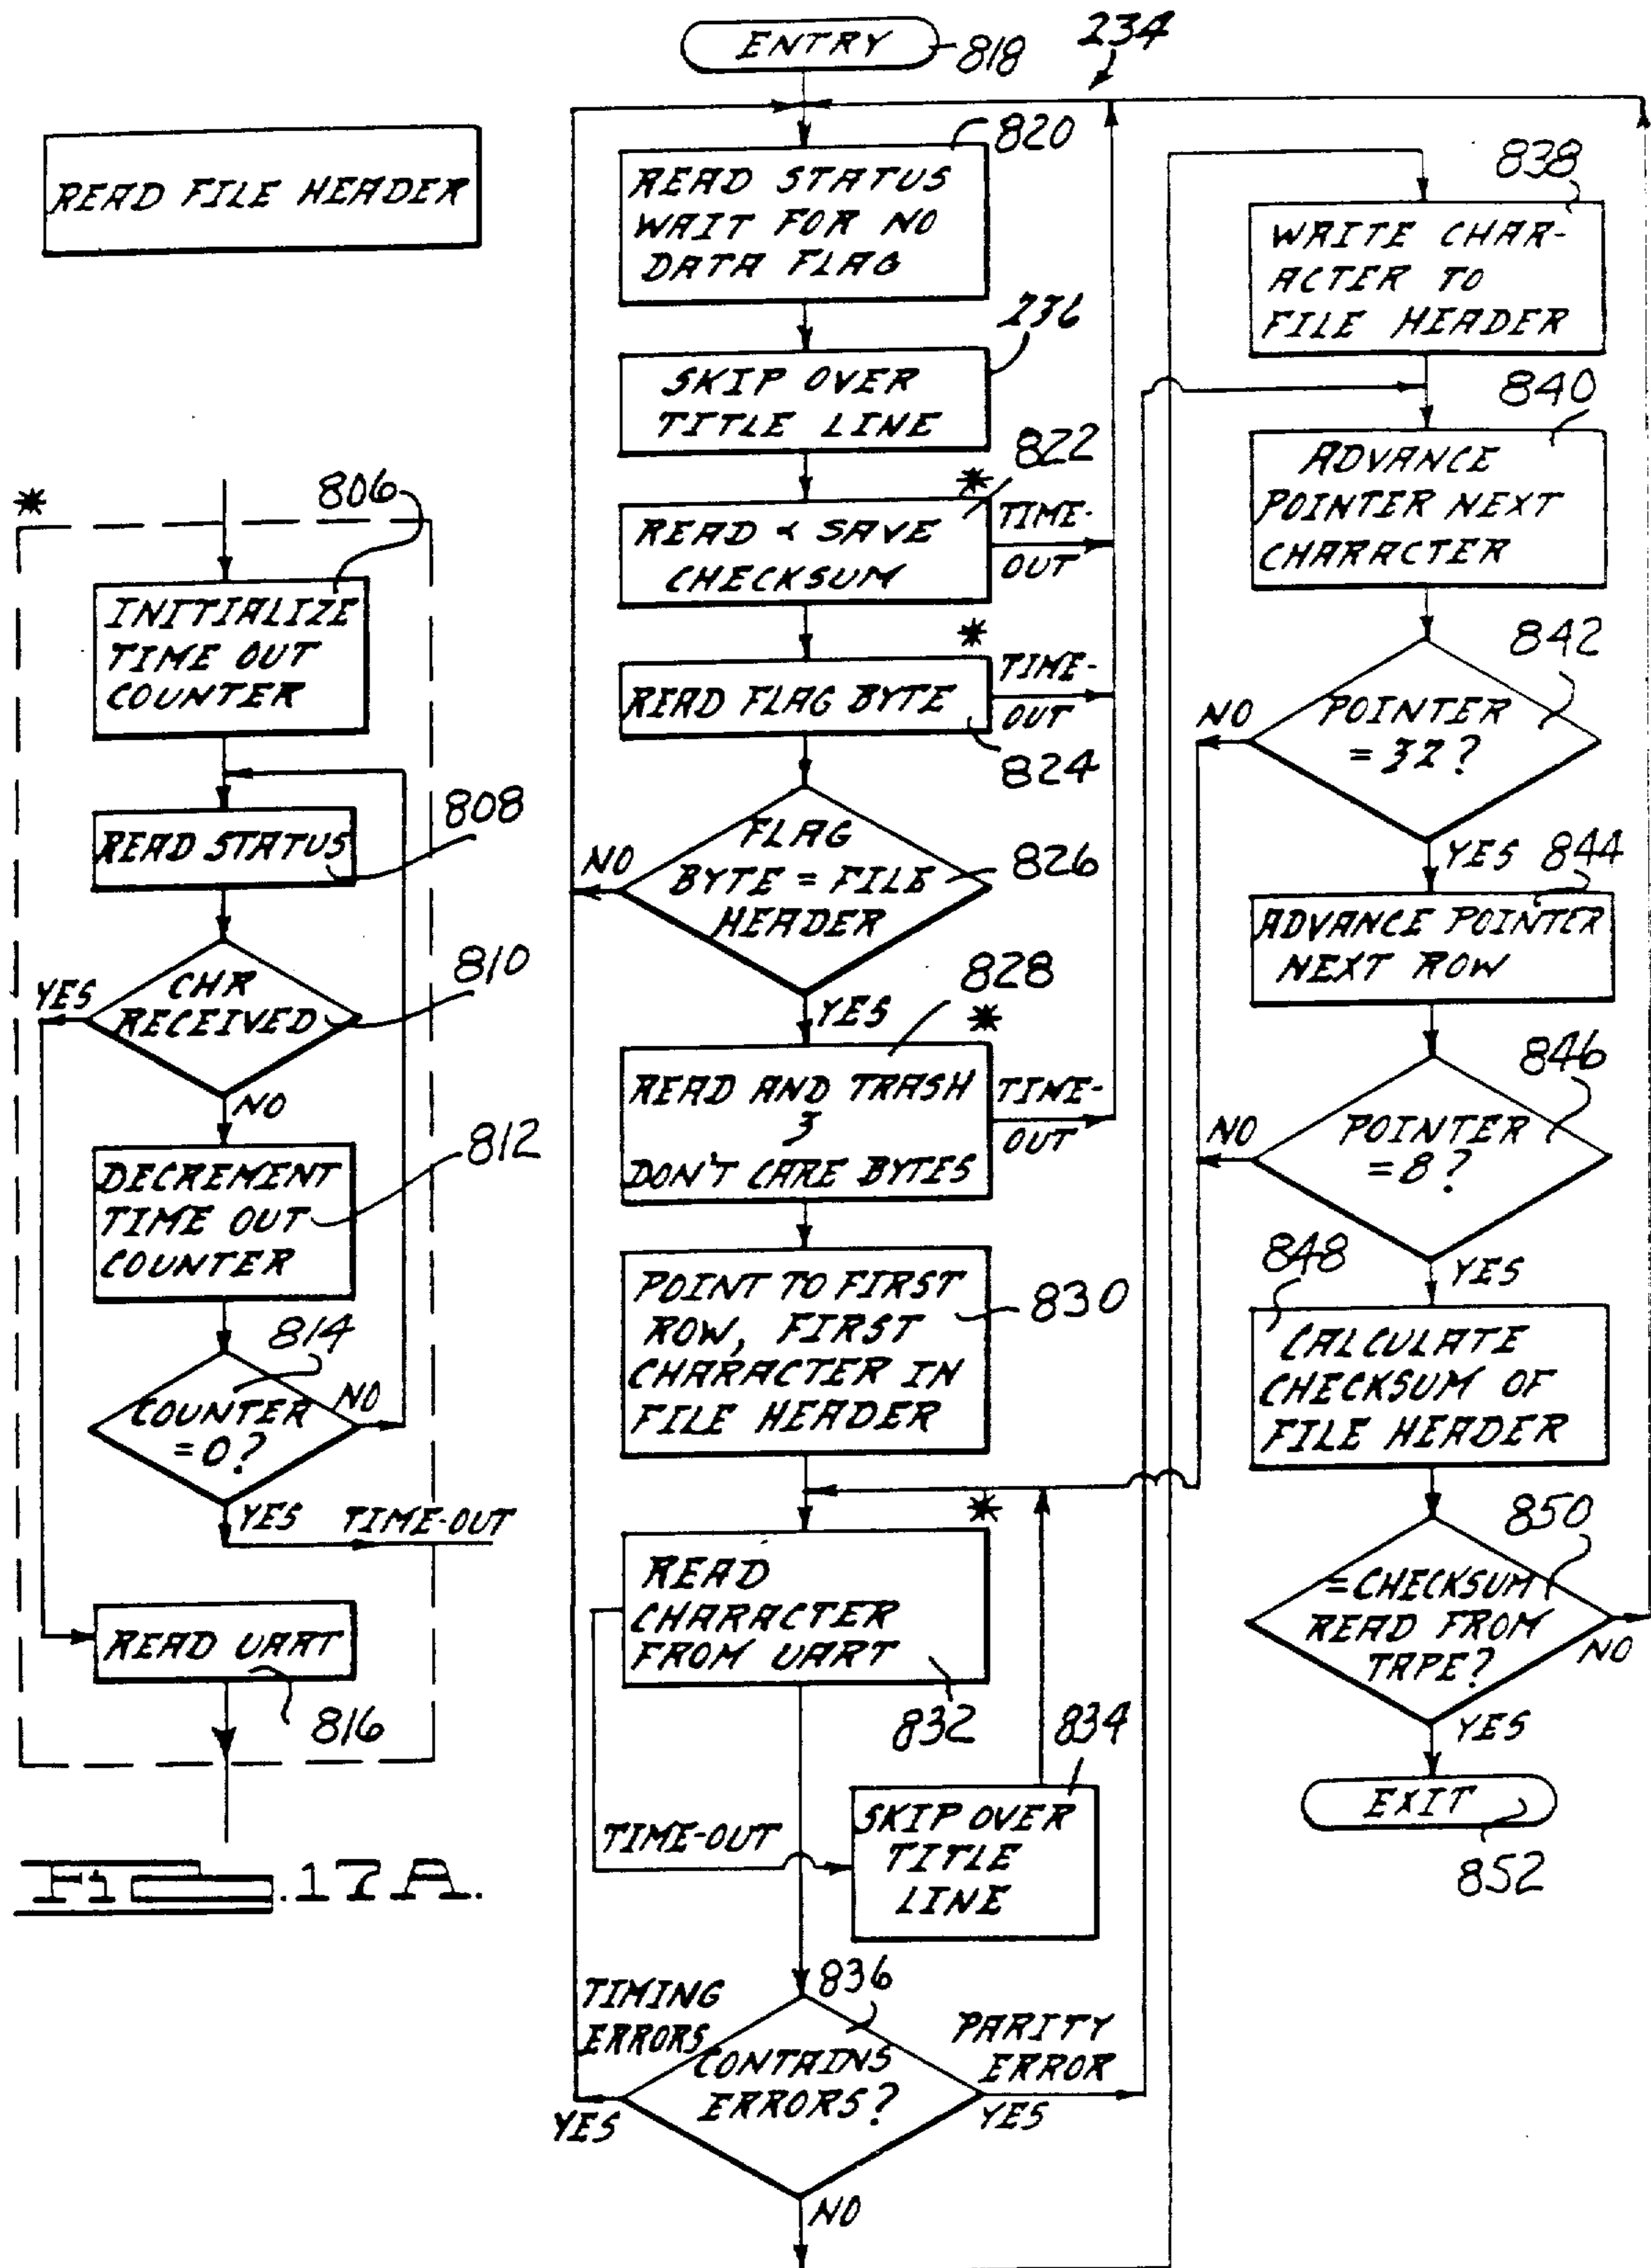 ENTRY
818
234
READ FILE HEADER
820
READ STATUS
WAIT FOR NO
DATA FLAG
236
SKIP OVER
TITLE LINE
822
*
READ & SAVE
CHECKSUM
TIME-
OUT
*
READ FLAG BYTE
TIME-
OUT
824
FLAG
BYTE = FILE
HEADER
826
NO
YES
828
*
READ AND TRASH
3
DON'T CARE BYTES
TIME-
OUT
POINT TO FIRST
ROW, FIRST
CHARACTER IN
FILE HEADER
830
*
READ
CHARACTER
FROM UART
832
834
TIME-OUT
SKIP OVER
TITLE
LINE
836
TIMING
ERRORS
CONTAINS
ERRORS?
PARITY
ERROR
YES
YES
NO
838
WRITE CHAR-
ACTER TO
FILE HEADER
840
ADVANCE
POINTER NEXT
CHARACTER
842
POINTER
= 32?
NO
YES
844
ADVANCE POINTER
NEXT ROW
846
POINTER
= 8?
NO
YES
848
CALCULATE
CHECKSUM OF
FILE HEADER
850
=CHECKSUM
READ FROM
TAPE?
NO
YES
EXIT
852
*
806
INITIALIZE
TIME OUT
COUNTER
808
READ STATUS
810
CHR
RECEIVED
YES
NO
812
DECREMENT
TIME OUT
COUNTER
814
COUNTER
= 0?
NO
YES
TIME-OUT
READ UART
816
Fig. 17A.